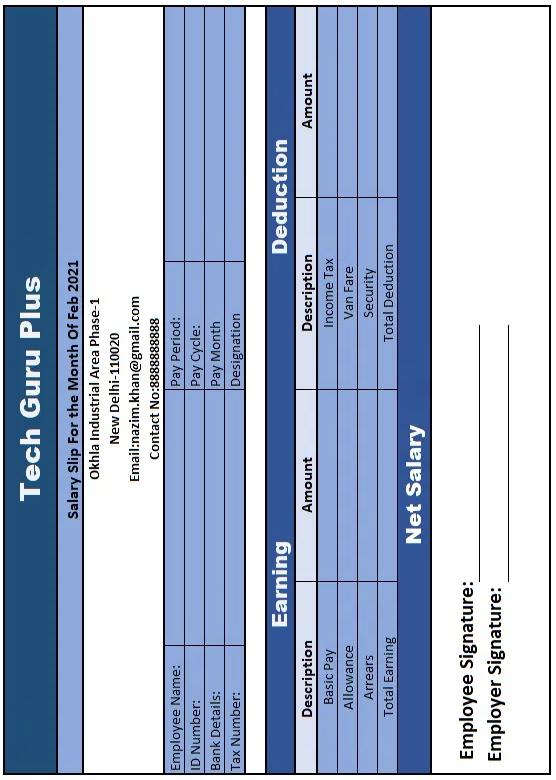 Tech Guru Plus
Salary Slip For the Month Of Feb 2021
Okhla Industrial Area Phase-1
New Delhi-110020
Email:nazim.khan@gmail.com
Contact No:8888888888
Employee Name: Pay Period:
ID Number: Pay Cycle:
Bank Details: Pay Month
Tax Number: Designation
Earning Deduction
Description Amount Description Amount
Basic Pay Income Tax
Allowance Van Fare
Arrears Security
Total Earning Total Deduction
Net Salary
Employee Signature:
Employer Signature: